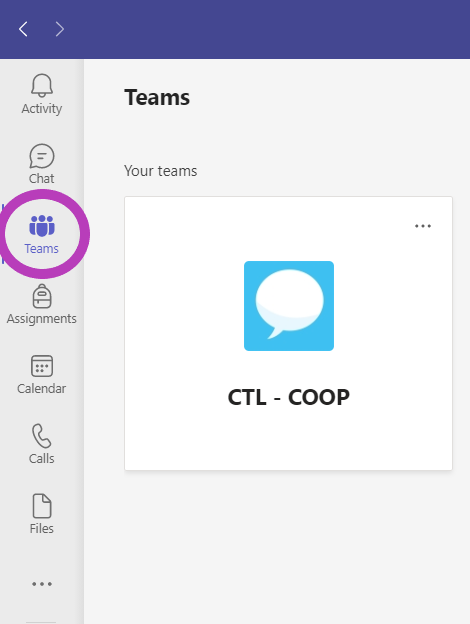 Activity
Chat
Teams
Assignments
Calendar
Calls
Files
Teams
Your teams
CTL - COOP